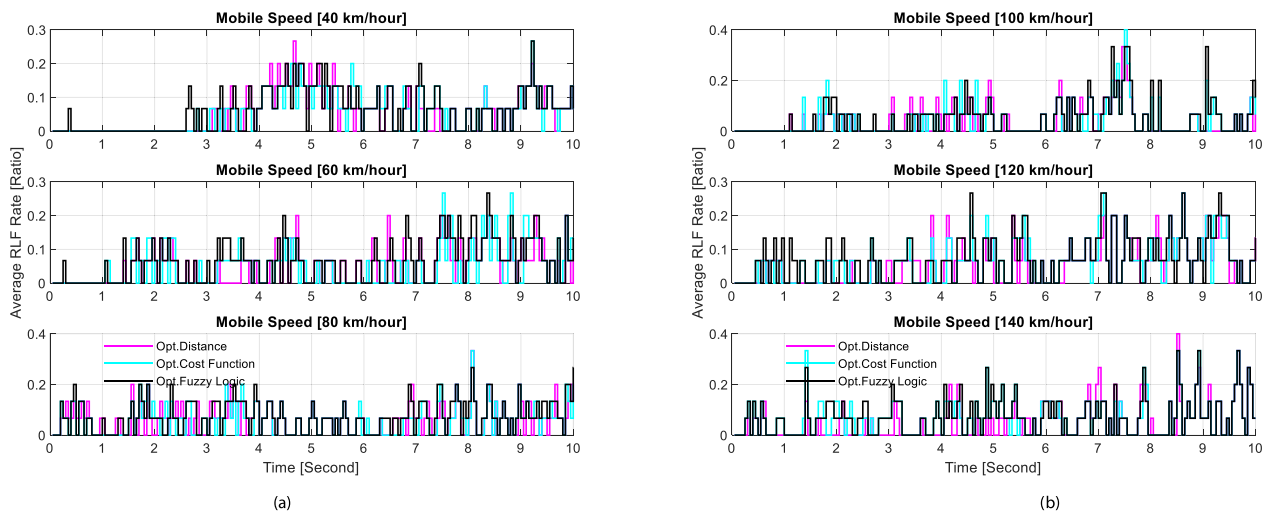 Mobile Speed [40 km/hour]
0.3
0.2
0.1
0
0 1 2 3 4 5 6 7 8 9 10
Mobile Speed [60 km/hour]
0.3
0.2
0.1
0
0 1 2 3 4 5 6 7 8 9 10
Average RLF Rate [Ratio]
Mobile Speed [80 km/hour]
0.4
0.2
0
Opt.Distance
Opt.Cost Function
Opt.Fuzzy Logic
0 1 2 3 4 5 6 7 8 9 10
Time [Second]
(a)
Mobile Speed [100 km/hour]
0.4
0.2
0
0 1 2 3 4 5 6 7 8 9 10
Mobile Speed [120 km/hour]
0.3
0.2
0.1
0
0 1 2 3 4 5 6 7 8 9 10
Average RLF Rate [Ratio]
Mobile Speed [140 km/hour]
0.4
0.2
0
Opt.Distance
Opt.Cost Function
Opt.Fuzzy Logic
0 1 2 3 4 5 6 7 8 9 10
Time [Second]
(b)